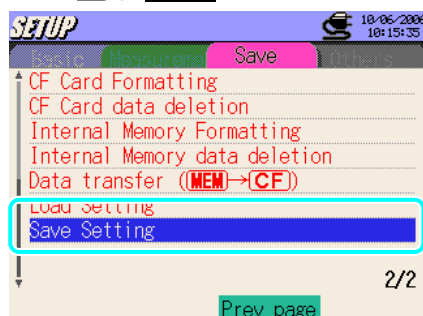 SETUP
10/06/2006
10:15:35
Basic Measurement Save Others
CF Card Formatting
CF Card data deletion
Internal Memory Formatting
Internal Memory data deletion
Data transfer (MEM→CF)
Load Setting
Save Setting
2/2
Prev page